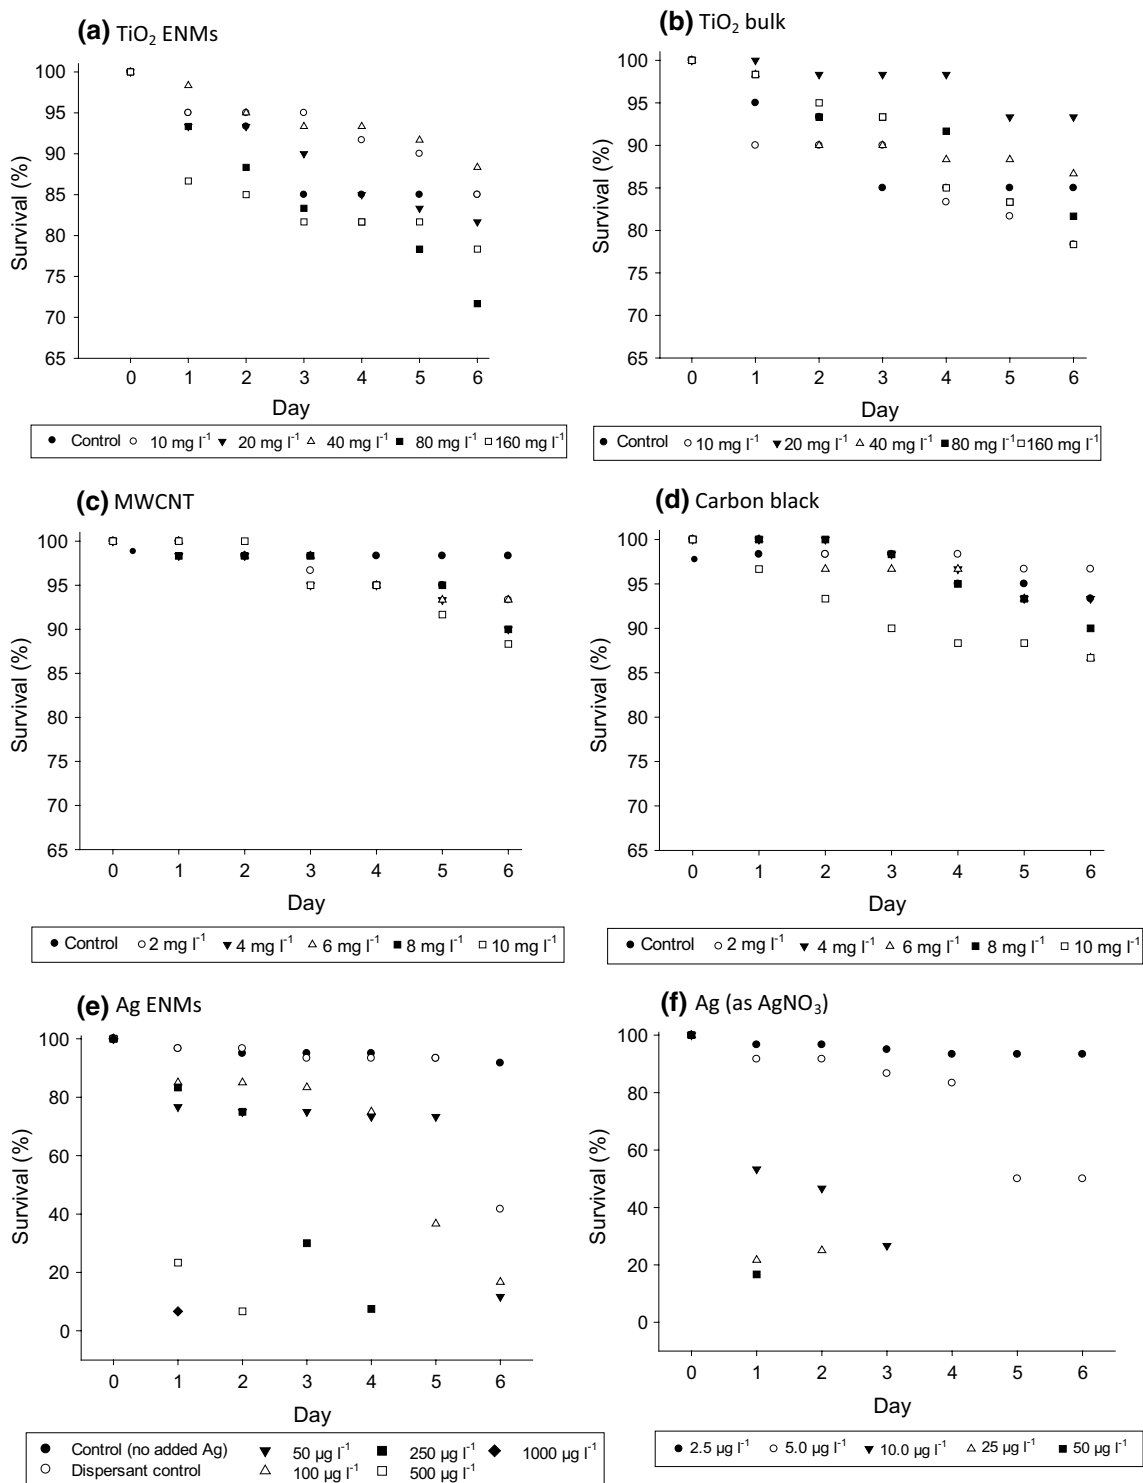 (a) TiO₂ ENMs
100
95
90
85
80
75
70
65
Survival (%)
0 1 2 3 4 5 6
Day
Control 10 mg l⁻¹ 20 mg l⁻¹ 40 mg l⁻¹ 80 mg l⁻¹ 160 mg l⁻¹
(b) TiO₂ bulk
100
95
90
85
80
75
70
65
Survival (%)
0 1 2 3 4 5 6
Day
Control 10 mg l⁻¹ 20 mg l⁻¹ 40 mg l⁻¹ 80 mg l⁻¹ 160 mg l⁻¹
(c) MWCNT
100
95
90
85
80
75
70
65
Survival (%)
0 1 2 3 4 5 6
Day
Control 2 mg l⁻¹ 4 mg l⁻¹ 6 mg l⁻¹ 8 mg l⁻¹ 10 mg l⁻¹
(d) Carbon black
100
95
90
85
80
75
70
65
Survival (%)
0 1 2 3 4 5 6
Day
Control 2 mg l⁻¹ 4 mg l⁻¹ 6 mg l⁻¹ 8 mg l⁻¹ 10 mg l⁻¹
(e) Ag ENMs
100
80
60
40
20
0
Survival (%)
0 1 2 3 4 5 6
Day
Control (no added Ag) 50 µg l⁻¹ 250 µg l⁻¹ 1000 µg l⁻¹
Dispersant control 100 µg l⁻¹ 500 µg l⁻¹
(f) Ag (as AgNO₃)
100
80
60
40
20
0
Survival (%)
0 1 2 3 4 5 6
Day
2.5 µg l⁻¹ 5.0 µg l⁻¹ 10.0 µg l⁻¹ 25 µg l⁻¹ 50 µg l⁻¹